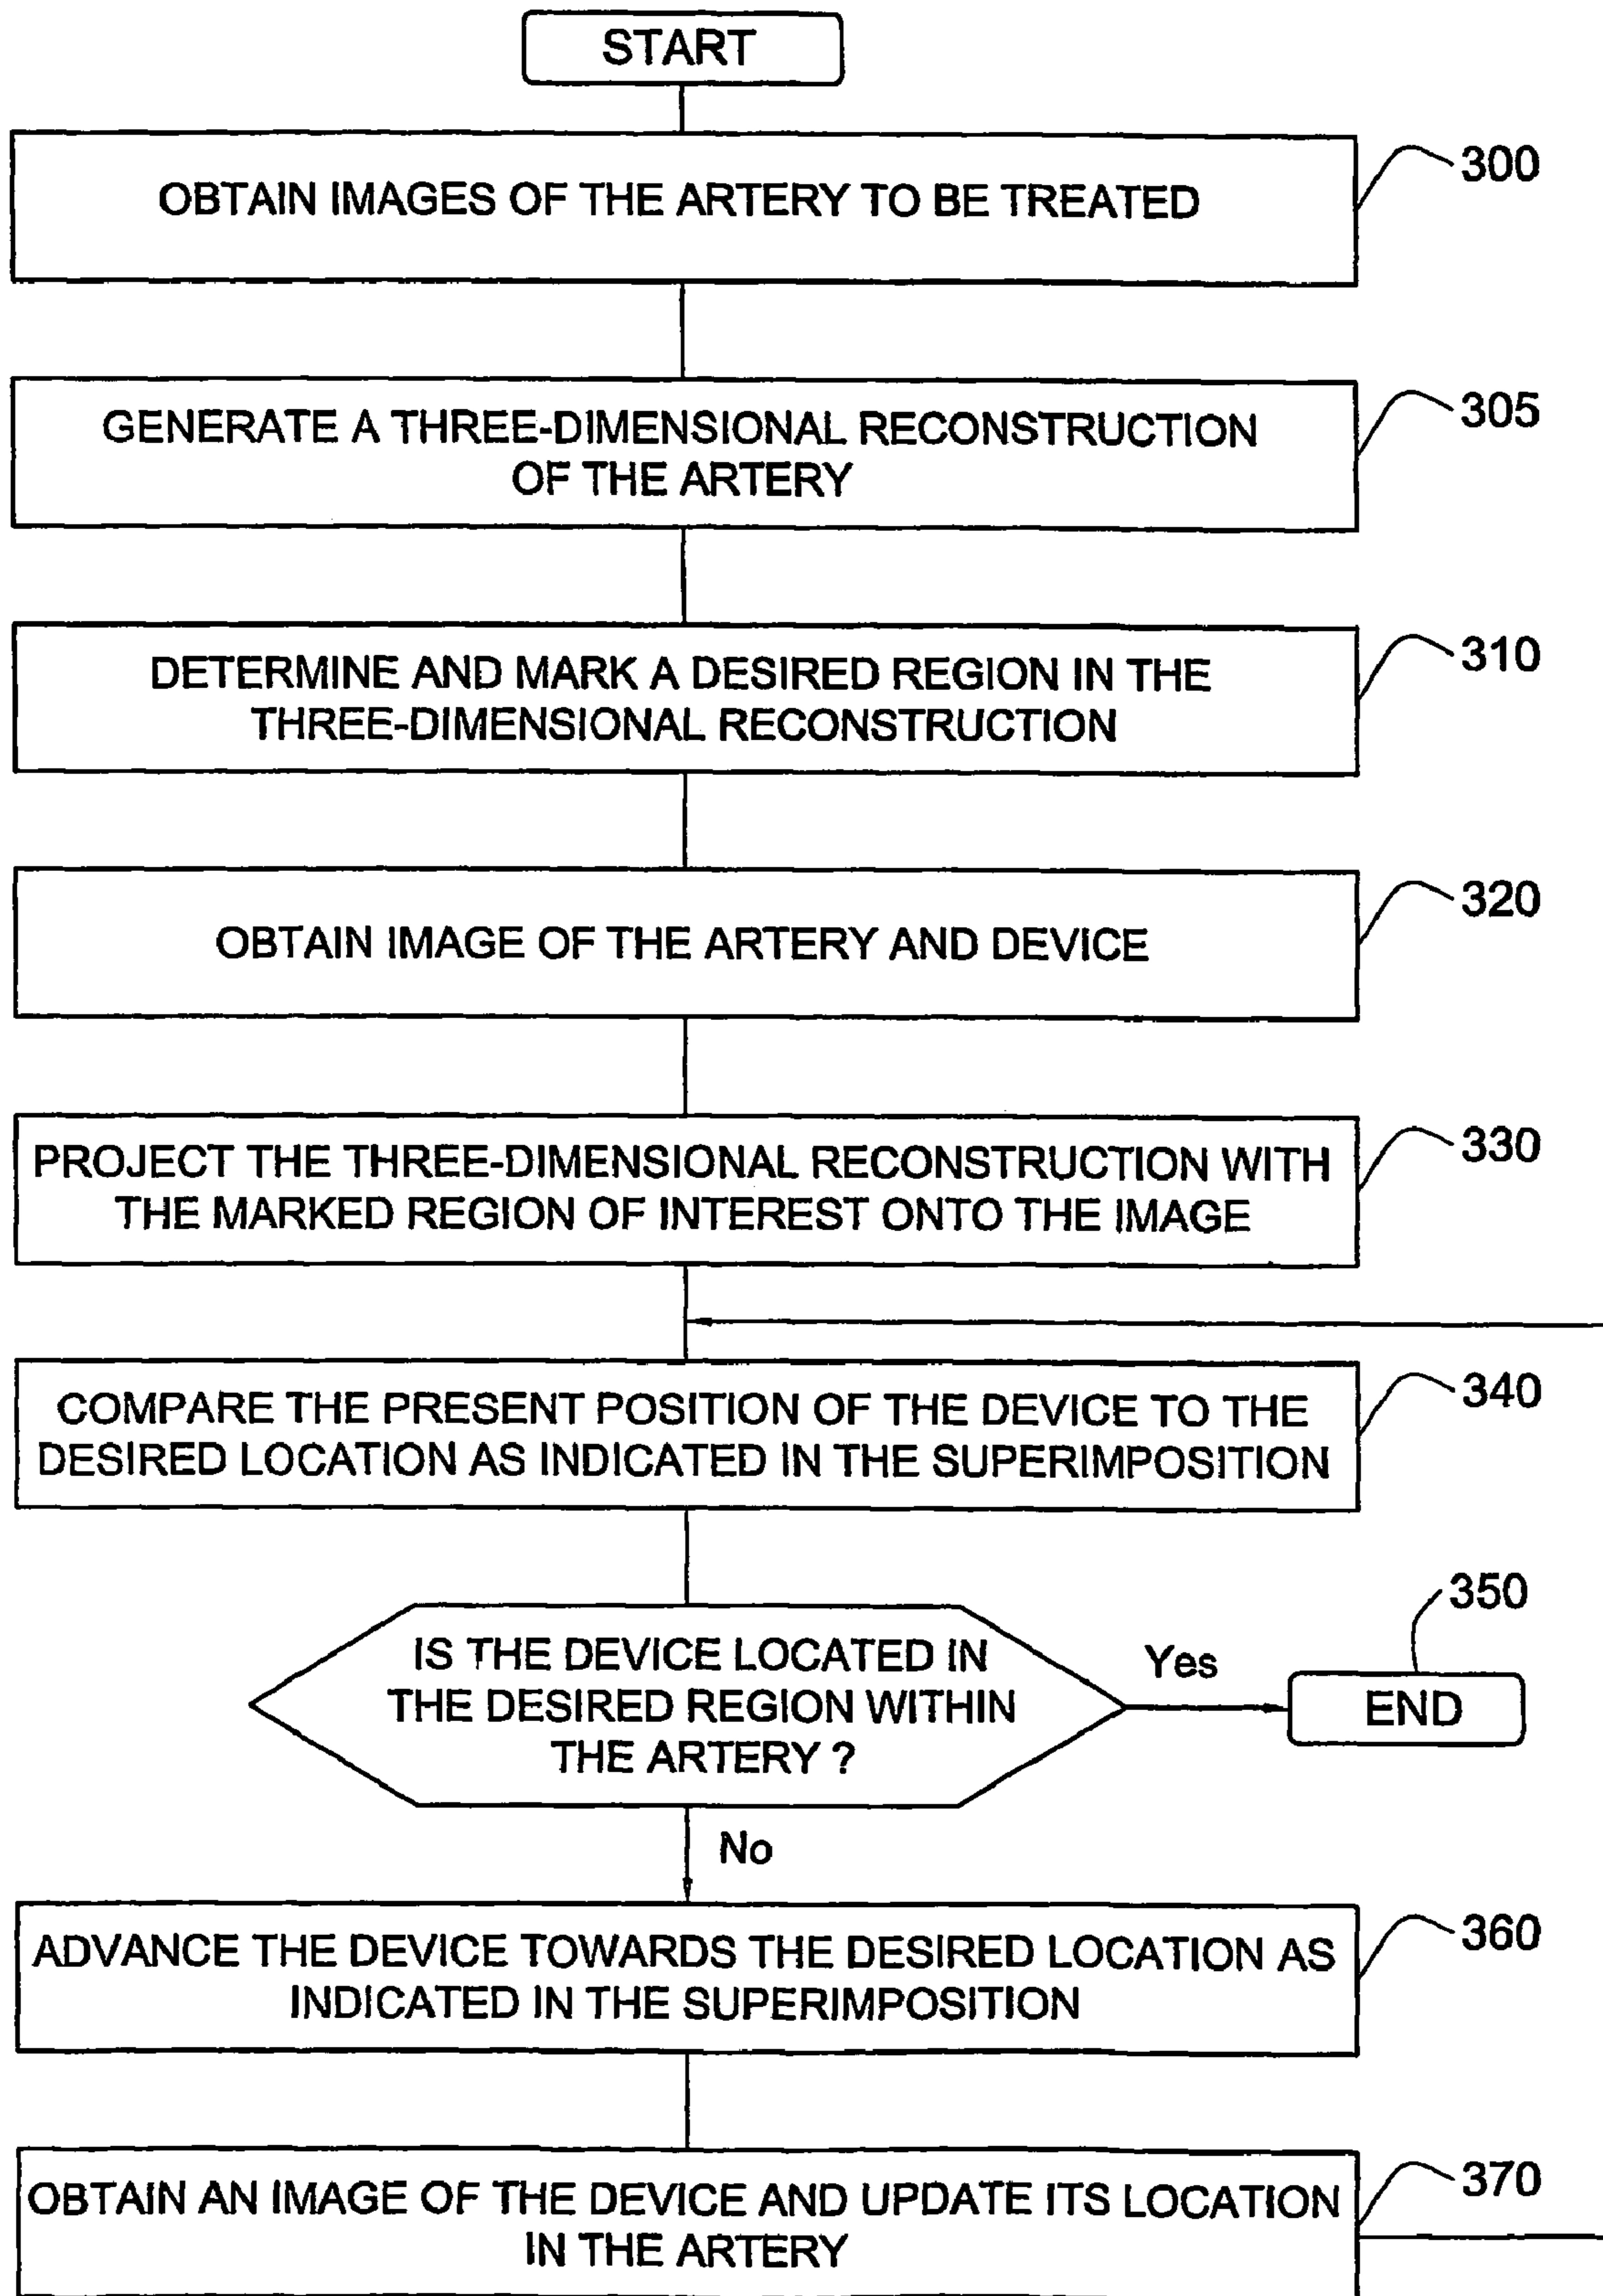 START
OBTAIN IMAGES OF THE ARTERY TO BE TREATED
300
GENERATE A THREE-DIMENSIONAL RECONSTRUCTION
OF THE ARTERY
305
DETERMINE AND MARK A DESIRED REGION IN THE
THREE-DIMENSIONAL RECONSTRUCTION
310
OBTAIN IMAGE OF THE ARTERY AND DEVICE
320
PROJECT THE THREE-DIMENSIONAL RECONSTRUCTION WITH
THE MARKED REGION OF INTEREST ONTO THE IMAGE
330
COMPARE THE PRESENT POSITION OF THE DEVICE TO THE
DESIRED LOCATION AS INDICATED IN THE SUPERIMPOSITION
340
IS THE DEVICE LOCATED IN
THE DESIRED REGION WITHIN
THE ARTERY ?
Yes
350
END
No
ADVANCE THE DEVICE TOWARDS THE DESIRED LOCATION AS
INDICATED IN THE SUPERIMPOSITION
360
OBTAIN AN IMAGE OF THE DEVICE AND UPDATE ITS LOCATION
IN THE ARTERY
370